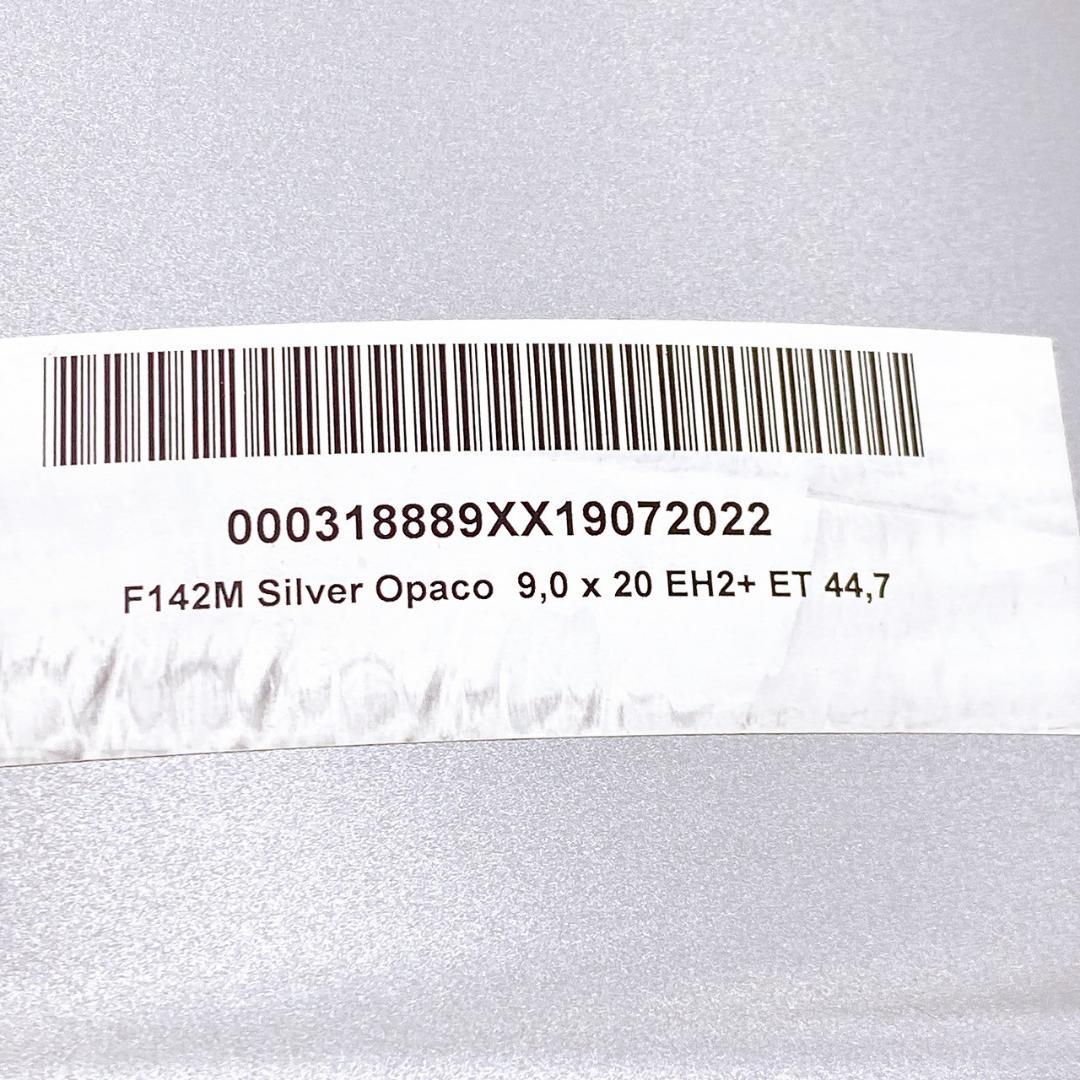 000318889XX19072022
F142M Silver Opaco 9,0 x 20 EH2+ ET 44,7